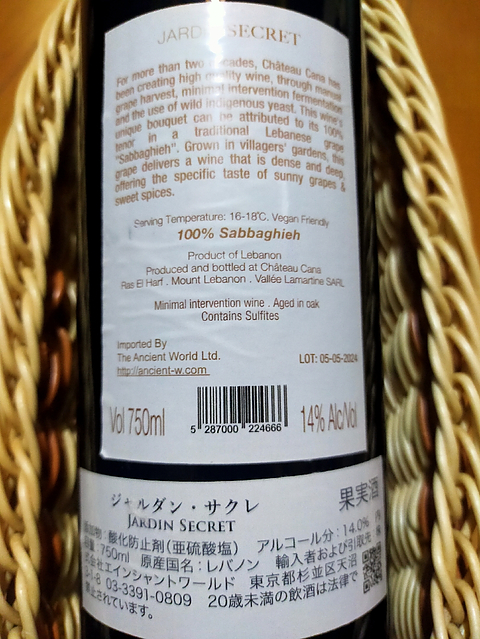 JARDIN SECRET
For more than two decades, Château Cana has
been creating high quality wine, through manual
grape harvest, minimal intervention fermentation
and the use of wild indigenous yeast. This wine's
unique bouquet can be attributed to its 100%
tenor in a traditional Lebanese grape
"Sabbaghieh". Grown in villagers' gardens, this
grape delivers a wine that is dense and deep,
offering the specific taste of sunny grapes &
sweet spices.
Serving Temperature: 16-18°C. Vegan Friendly
100% Sabbaghieh
Product of Lebanon
Produced and bottled at Château Cana
Ras El Harf . Mount Lebanon . Vallée Lamartine SARL
Minimal intervention wine . Aged in oak
Contains Sulfites
Imported By
The Ancient World Ltd.
http://ancient-w.com
LOT: 05-05-2024
Vol 750ml
5 287000 224666
14% Alc/Vol
ジャルダン・サクレ
JARDIN SECRET
果実酒
酸化防止剤(亜硫酸塩) アルコール分:14.0%
750ml 原産国名:レバノン 輸入者および引取先
エインシャントワールド 東京都杉並区天沼
-8 03-3391-0809 20歳未満の飲酒は法律で
禁止されています。